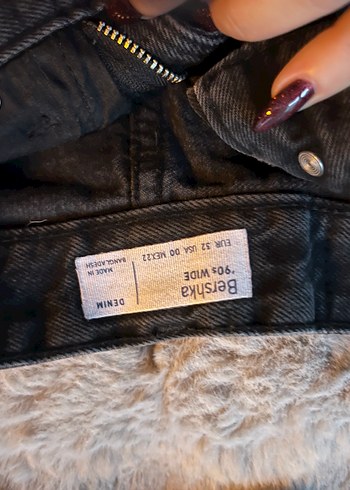 Bershka
'90s WIDE
EUR 32 USA 00 MEX22
DENIM
MADE IN
BANGLADESH